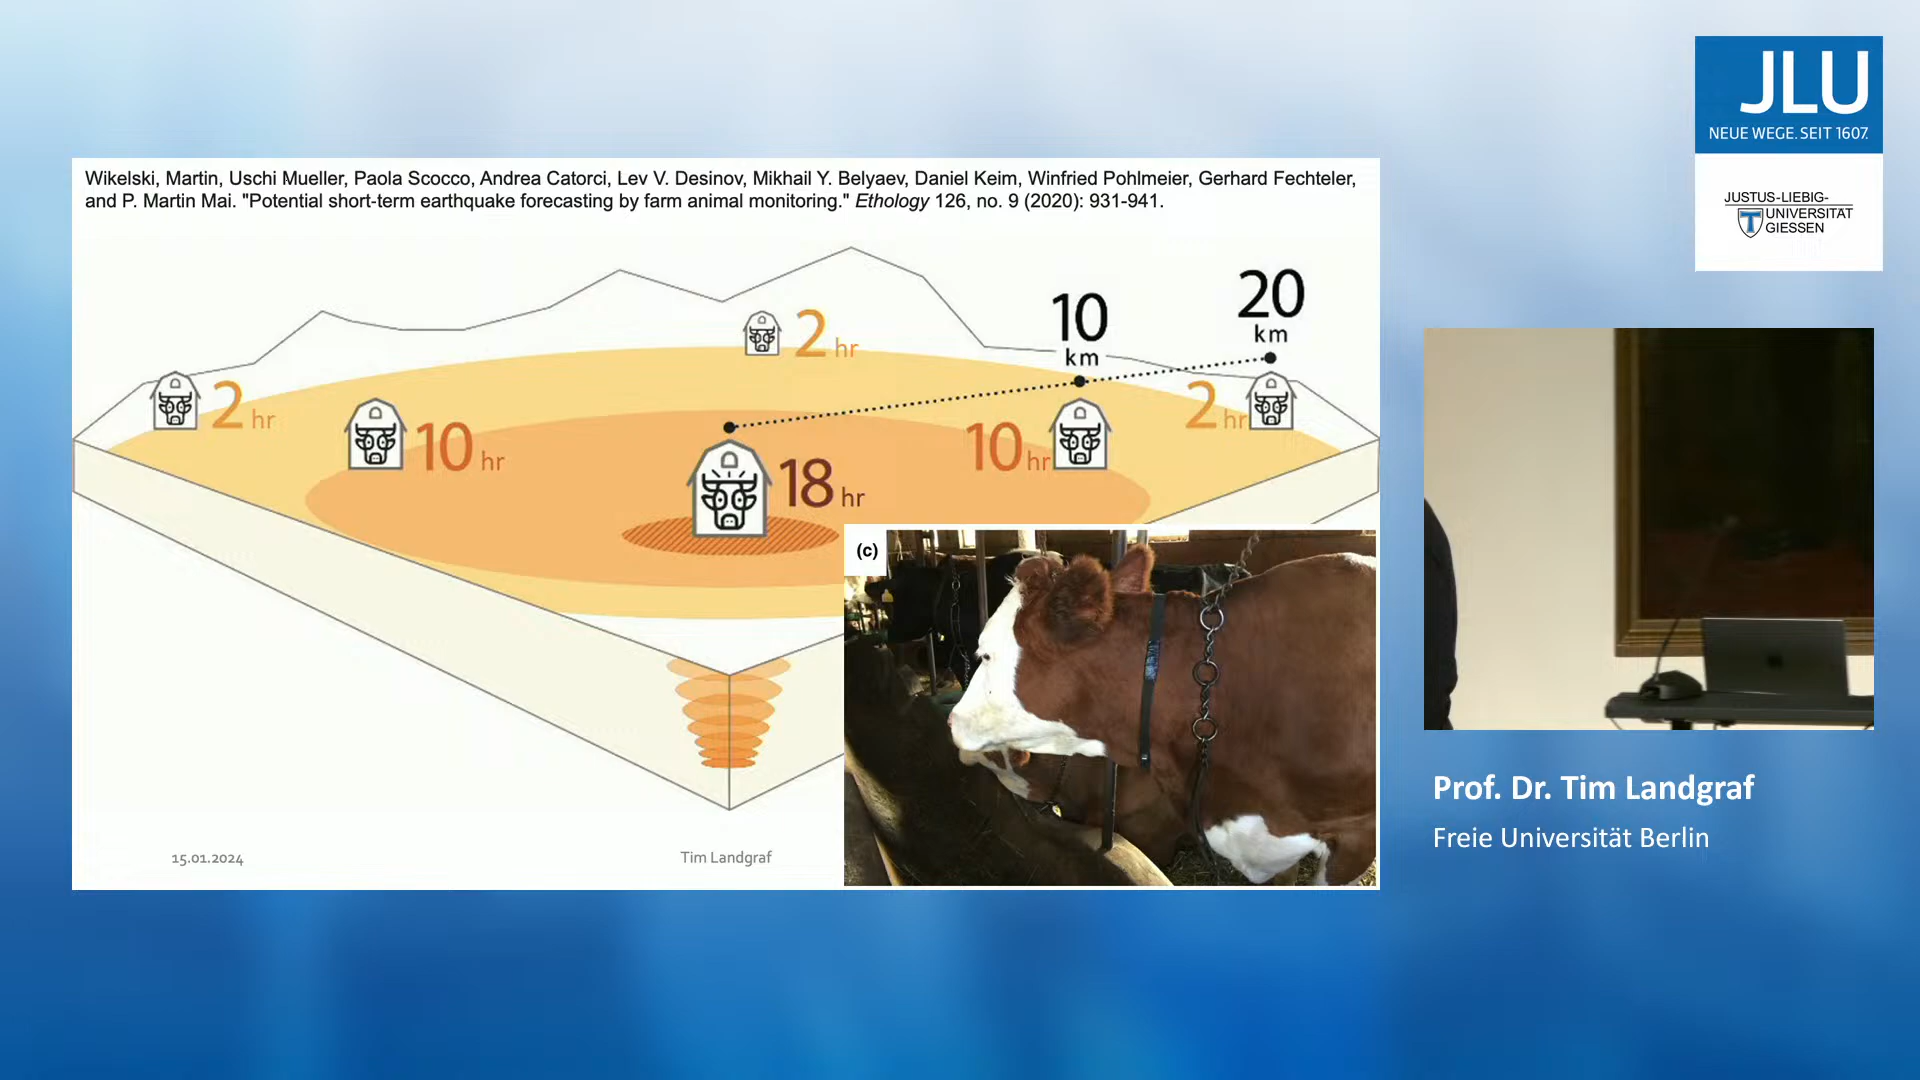 Wikelski, Martin, Uschi Mueller, Paola Scocco, Andrea Catorci, Lev V. Desinov, Mikhail Y. Belyaev, Daniel Keim, Winfried Pohlmeier, Gerhard Fechteler,
and P. Martin Mai. "Potential short-term earthquake forecasting by farm animal monitoring." Ethology 126, no. 9 (2020): 931-941.
20
km
10
km
2 hr
2 hr
2 hr
10 hr
10 hr
18 hr
(c)
15.01.2024
Tim Landgraf
JLU
NEUE WEGE. SEIT 1607.
JUSTUS-LIEBIG-
UNIVERSITÄT
GIESSEN
Prof. Dr. Tim Landgraf
Freie Universität Berlin